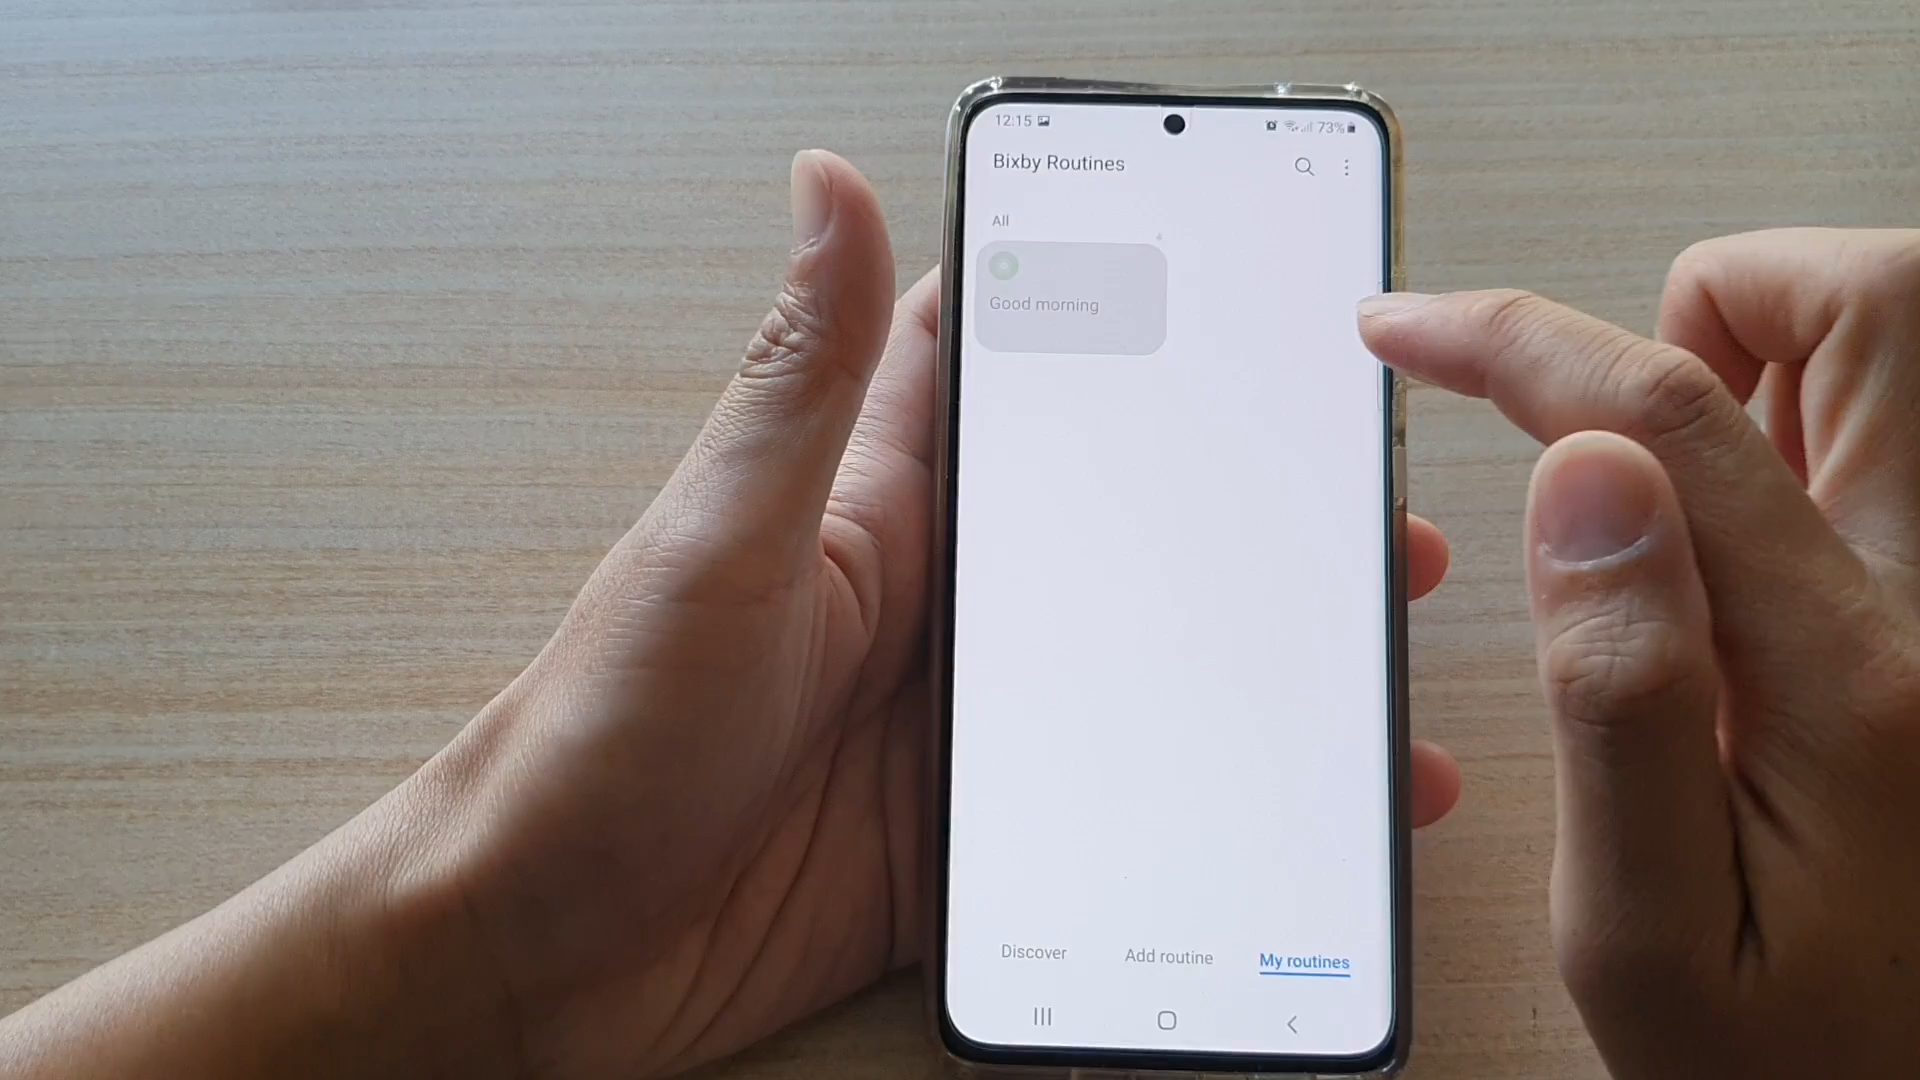 12:15
73%
Bixby Routines
All
Good morning
Discover
Add routine
My routines